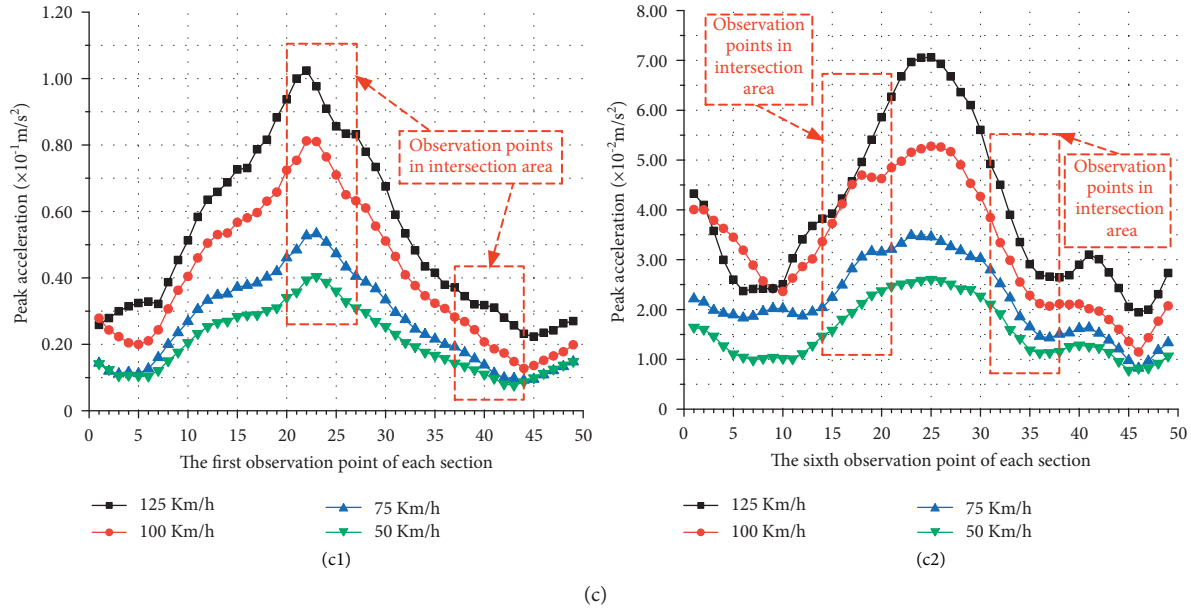 1.20
1.00
0.80
0.60
0.40
0.20
0
Peak acceleration (×10⁻¹m/s²)
Observation points
in intersection area
0 5 10 15 20 25 30 35 40 45 50
The first observation point of each section
125 Km/h
100 Km/h
75 Km/h
50 Km/h
(c1)
8.00
7.00
6.00
5.00
4.00
3.00
2.00
1.00
0.00
Peak acceleration (×10⁻²m/s²)
Observation
points in
intersection
area
Observation
points in
intersection
area
0 5 10 15 20 25 30 35 40 45 50
The sixth observation point of each section
125 Km/h
100 Km/h
75 Km/h
50 Km/h
(c2)
(c)